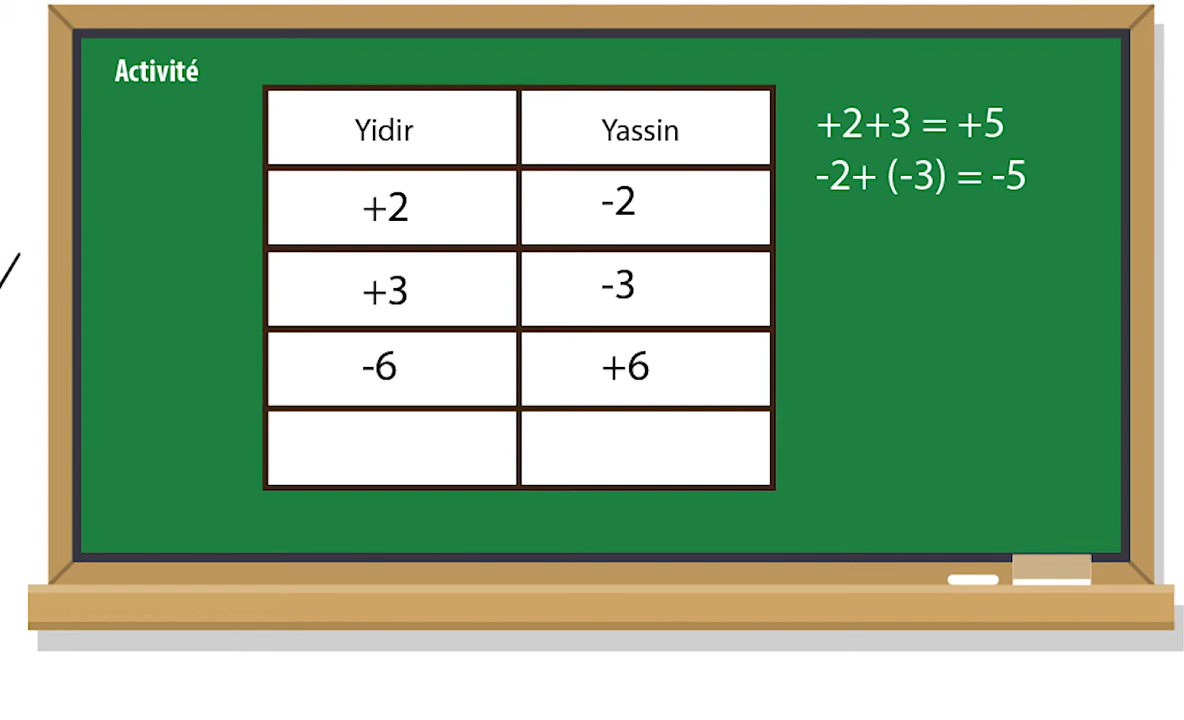 Activité
Yidir Yassin
+2 -2
+3 -3
-6 +6
+2+3 = +5
-2+ (-3) = -5